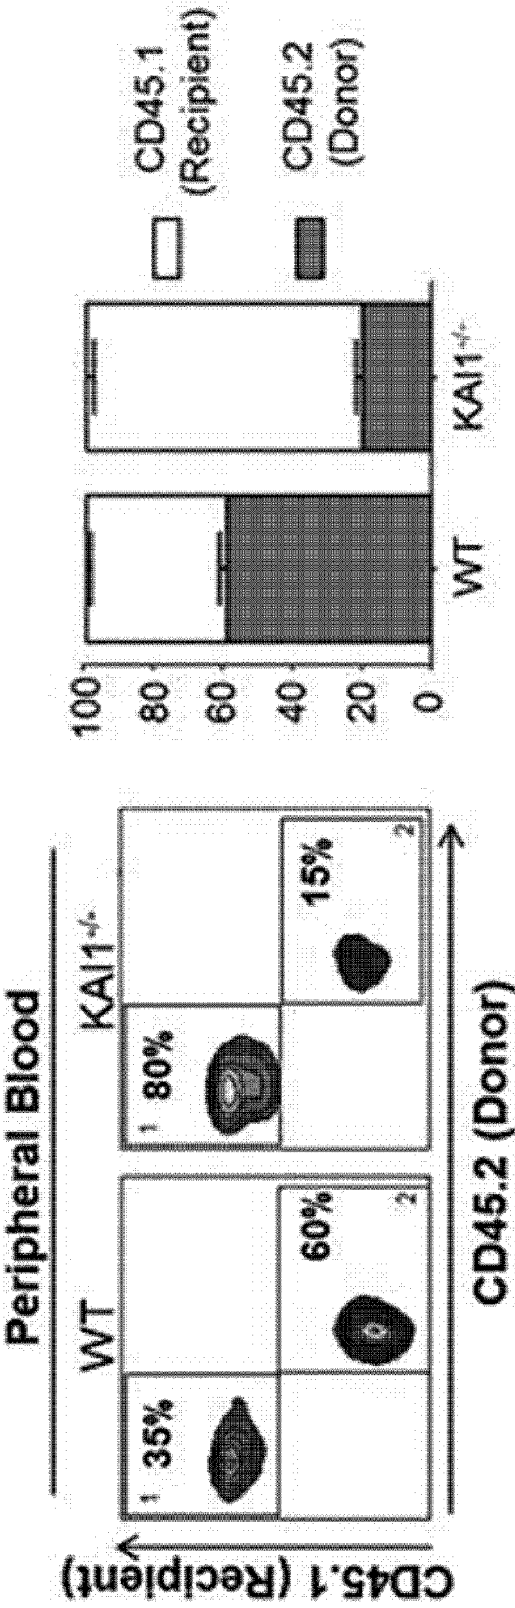 Peripheral Blood
WT
KAI1-/-
CD45.1 (Recipient)
1 35%
60%
2
1 80%
15%
2
CD45.2 (Donor)
100
80
60
40
20
0
WT
KAI1-/-
CD45.1
(Recipient)
CD45.2
(Donor)